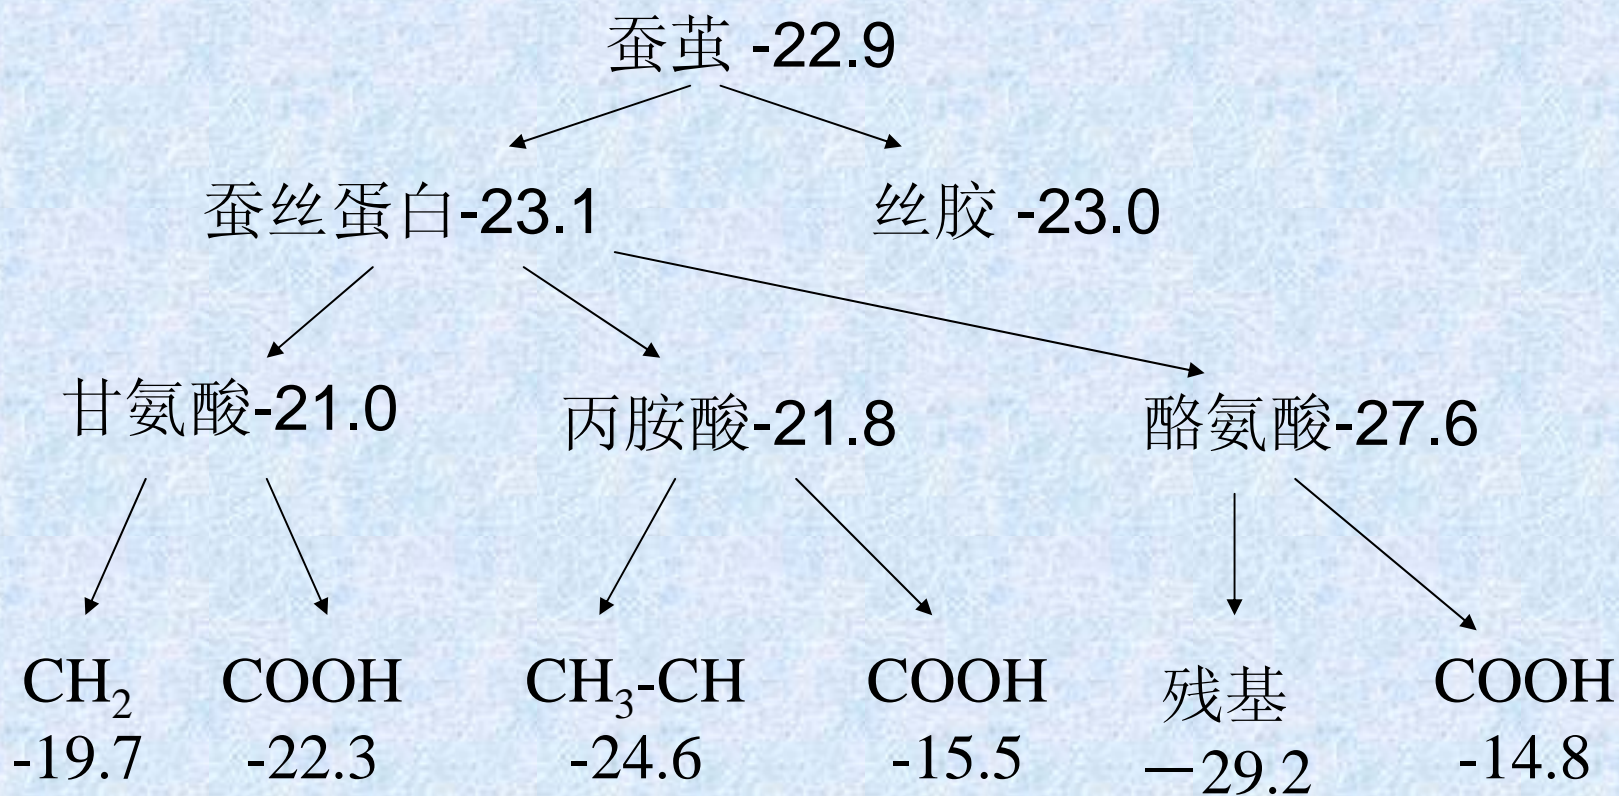 蚕茧 -22.9
蚕丝蛋白-23.1
丝胶 -23.0
甘氨酸-21.0
丙胺酸-21.8
酪氨酸-27.6
CH₂
-19.7
COOH
-22.3
CH₃-CH
-24.6
COOH
-15.5
残基
—29.2
COOH
-14.8